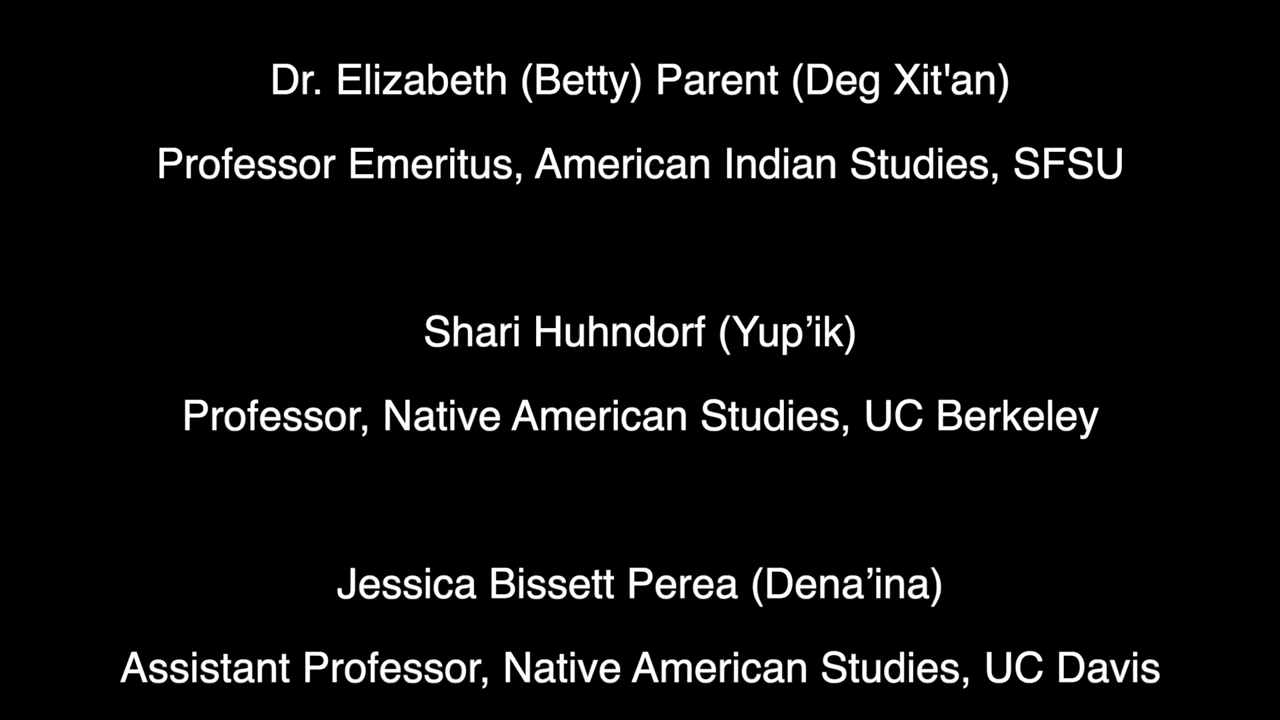 Dr. Elizabeth (Betty) Parent (Deg Xit'an)
Professor Emeritus, American Indian Studies, SFSU
Shari Huhndorf (Yup’ik)
Professor, Native American Studies, UC Berkeley
Jessica Bissett Perea (Dena’ina)
Assistant Professor, Native American Studies, UC Davis